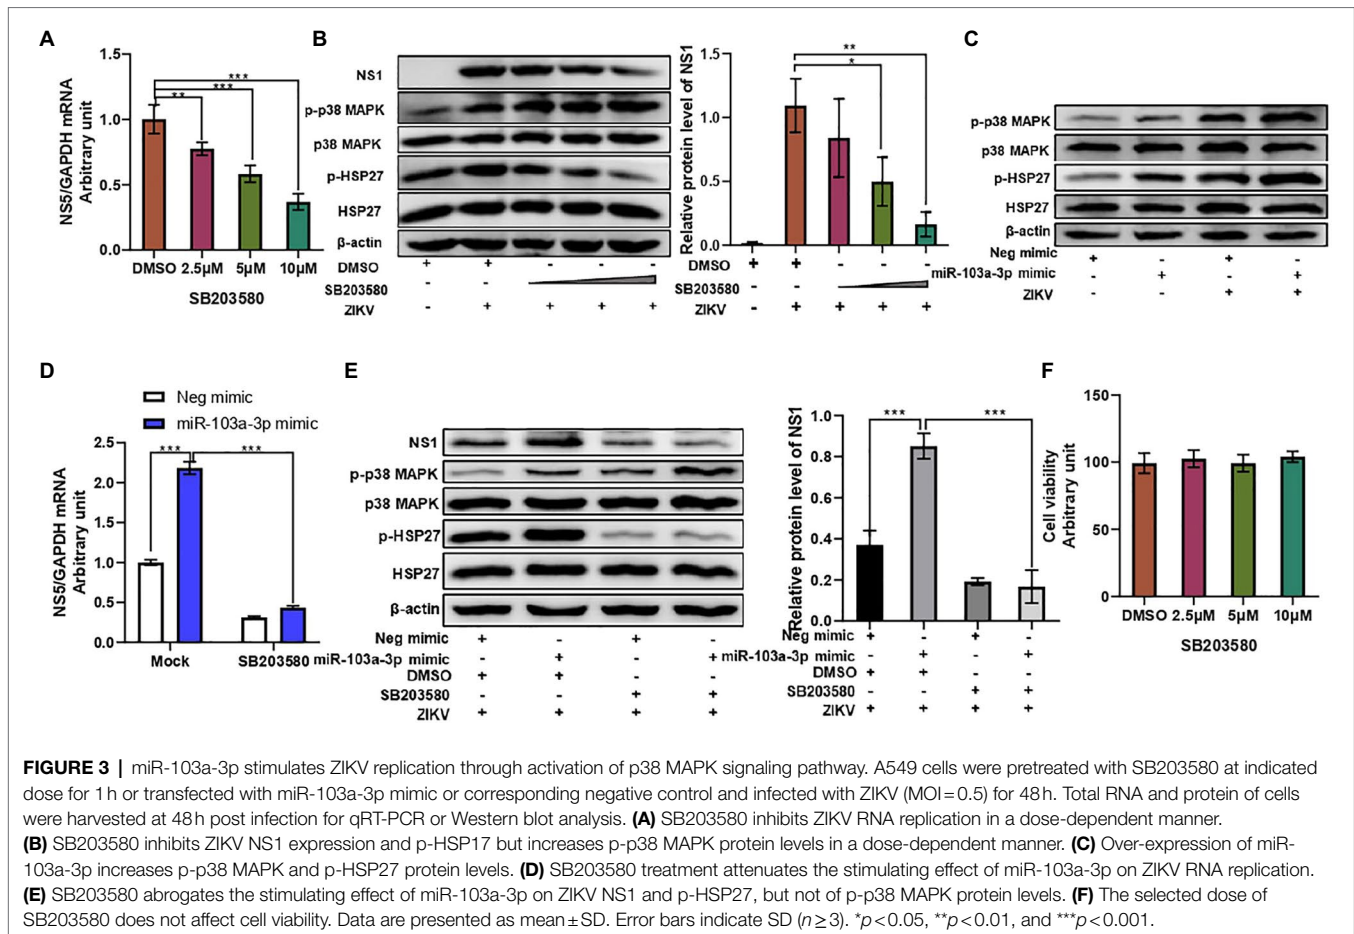 A
NS5/GAPDH mRNA
Arbitrary unit
1.5
1.0
0.5
0.0
***
***
**
DMSO 2.5µM 5µM 10µM
SB203580
B
NS1
p-p38 MAPK
p38 MAPK
p-HSP27
HSP27
β-actin
DMSO + + - - -
SB203580
ZIKV - + + + +
Relative protein level of NS1
1.5
1.0
0.5
0.0
**
*
DMSO + + - - -
SB203580
ZIKV - + + + +
C
p-p38 MAPK
p38 MAPK
p-HSP27
HSP27
β-actin
Neg mimic + - + -
miR-103a-3p mimic - + - +
ZIKV - - + +
D
Neg mimic
miR-103a-3p mimic
NS5/GAPDH mRNA
Arbitrary unit
2.5
2.0
1.5
1.0
0.5
0.0
*** ***
Mock SB203580
E
NS1
p-p38 MAPK
p38 MAPK
p-HSP27
HSP27
β-actin
Neg mimic + - + -
miR-103a-3p mimic - + - +
DMSO + + - -
SB203580 - - + +
ZIKV + + + +
Relative protein level of NS1
1.0
0.8
0.6
0.4
0.2
0.0
*** ***
Neg mimic + - + -
miR-103a-3p mimic - + - +
DMSO + + - -
SB203580 - - + +
ZIKV + + + +
F
Cell viability
Arbitrary unit
150
100
50
0
DMSO 2.5µM 5µM 10µM
SB203580
FIGURE 3 | miR-103a-3p stimulates ZIKV replication through activation of p38 MAPK signaling pathway. A549 cells were pretreated with SB203580 at indicated
dose for 1 h or transfected with miR-103a-3p mimic or corresponding negative control and infected with ZIKV (MOI = 0.5) for 48 h. Total RNA and protein of cells
were harvested at 48 h post infection for qRT-PCR or Western blot analysis. (A) SB203580 inhibits ZIKV RNA replication in a dose-dependent manner.
(B) SB203580 inhibits ZIKV NS1 expression and p-HSP17 but increases p-p38 MAPK protein levels in a dose-dependent manner. (C) Over-expression of miR-
103a-3p increases p-p38 MAPK and p-HSP27 protein levels. (D) SB203580 treatment attenuates the stimulating effect of miR-103a-3p on ZIKV RNA replication.
(E) SB203580 abrogates the stimulating effect of miR-103a-3p on ZIKV NS1 and p-HSP27, but not of p-p38 MAPK protein levels. (F) The selected dose of
SB203580 does not affect cell viability. Data are presented as mean ± SD. Error bars indicate SD (n ≥ 3). *p < 0.05, **p < 0.01, and ***p < 0.001.